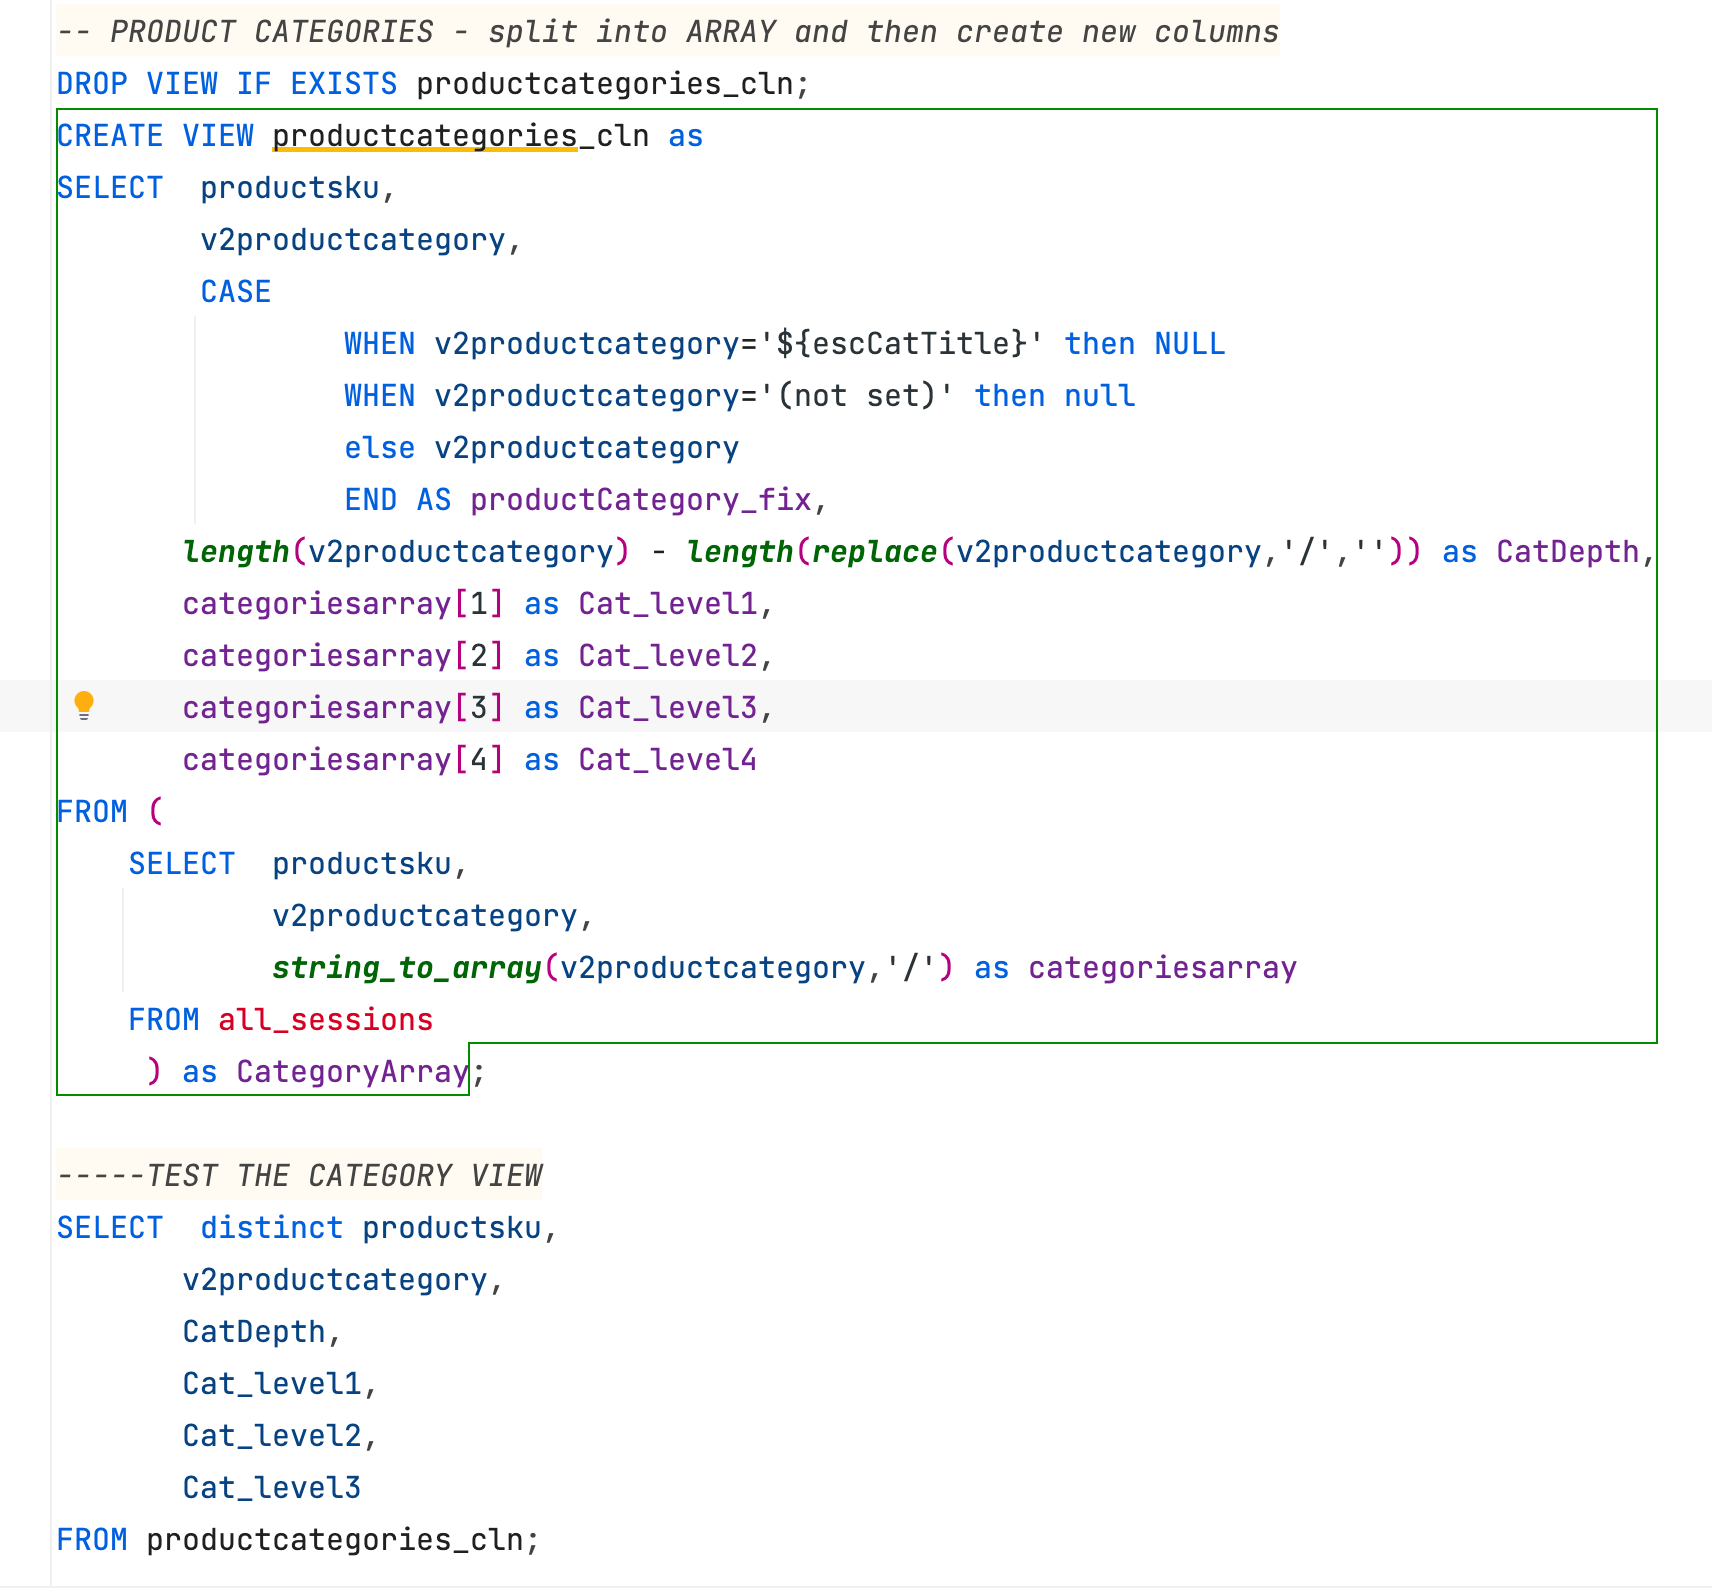 -- PRODUCT CATEGORIES - split into ARRAY and then create new columns
DROP VIEW IF EXISTS productcategories_cln;
CREATE VIEW productcategories_cln as
SELECT  productsku,
        v2productcategory,
        CASE
                WHEN v2productcategory='${escCatTitle}' then NULL
                WHEN v2productcategory='(not set)' then null
                else v2productcategory
                END AS productCategory_fix,
       length(v2productcategory) - length(replace(v2productcategory,'/','')) as CatDepth,
       categoriesarray[1] as Cat_level1,
       categoriesarray[2] as Cat_level2,
       categoriesarray[3] as Cat_level3,
       categoriesarray[4] as Cat_level4
FROM (
    SELECT  productsku,
            v2productcategory,
            string_to_array(v2productcategory,'/') as categoriesarray
    FROM all_sessions
     ) as CategoryArray;
-----TEST THE CATEGORY VIEW
SELECT  distinct productsku,
       v2productcategory,
       CatDepth,
       Cat_level1,
       Cat_level2,
       Cat_level3
FROM productcategories_cln;